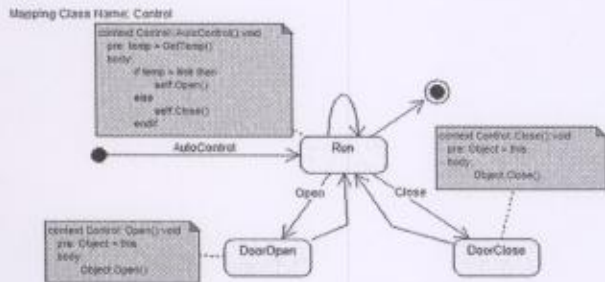 Mapping Class Name: Control
context Control::AutoControl():void
pre: temp = GetTemp()
body:
if temp > then
self.Open()
else
self.Close()
endif
AutoControl
Run
context Control::Close():void
pre: Object = this
body:
Object.Close()
Open
Close
context Control::Open():void
pre: Object = this
body:
Object.Open()
DoorOpen
DoorClose